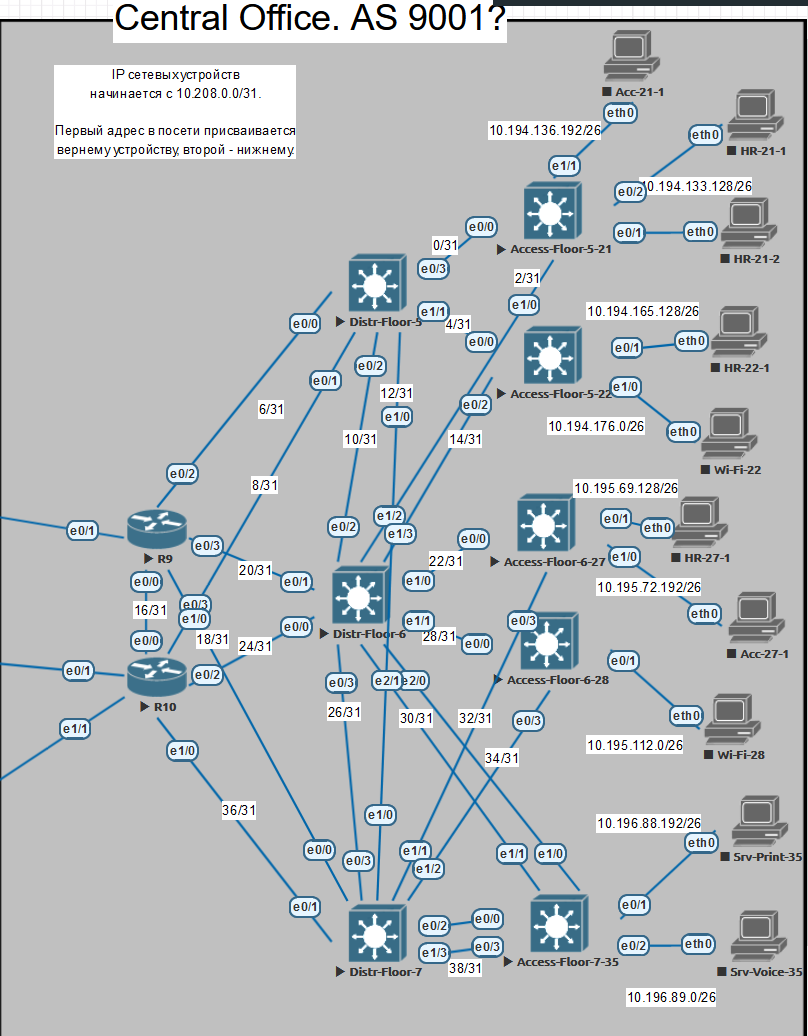 Central Office. AS 9001?
IP сетевыхустройств
начинается с 10.208.0.0/31.
Первый адрес в посети присваивается
вернему устройству, второй - нижнему.
Acc-21-1
eth0
10.194.136.192/26
e1/1
eth0
HR-21-1
e0/2
10.194.133.128/26
Access-Floor-5-21
e0/0
e0/1
eth0
HR-21-2
0/31
e0/3
2/31
e1/0
Distr-Floor-5
e0/0
e1/1
4/31
e0/0
10.194.165.128/26
e0/1
eth0
HR-22-1
Access-Floor-5-22
e1/0
e0/1
e0/2
12/31
e1/0
e0/2
6/31
10/31
14/31
10.194.176.0/26
eth0
Wi-Fi-22
e0/2
8/31
10.195.69.128/26
e0/1
e0/3
R9
e0/2
e1/2
e1/3
e0/0
e0/1
eth0
HR-27-1
Access-Floor-6-27
22/31
e1/0
e1/0
20/31
e0/1
e0/0
16/31
e0/3
e1/0
10.195.72.192/26
eth0
Acc-27-1
Distr-Floor-6
e0/0
e0/0
18/31
24/31
e1/1
28/31
e0/0
e0/3
Access-Floor-6-28
e0/1
e0/1
R10
e0/2
e0/3
e2/1
e2/0
26/31
30/31
32/31
e0/3
34/31
eth0
Wi-Fi-28
10.195.112.0/26
e1/1
e1/0
36/31
e1/0
10.196.88.192/26
eth0
Srv-Print-35
e0/0
e0/3
e1/1
e1/2
e1/1
e1/0
e0/1
e0/1
Distr-Floor-7
e0/2
e0/0
e1/3
e0/3
38/31
Access-Floor-7-35
e0/2
eth0
Srv-Voice-35
10.196.89.0/26